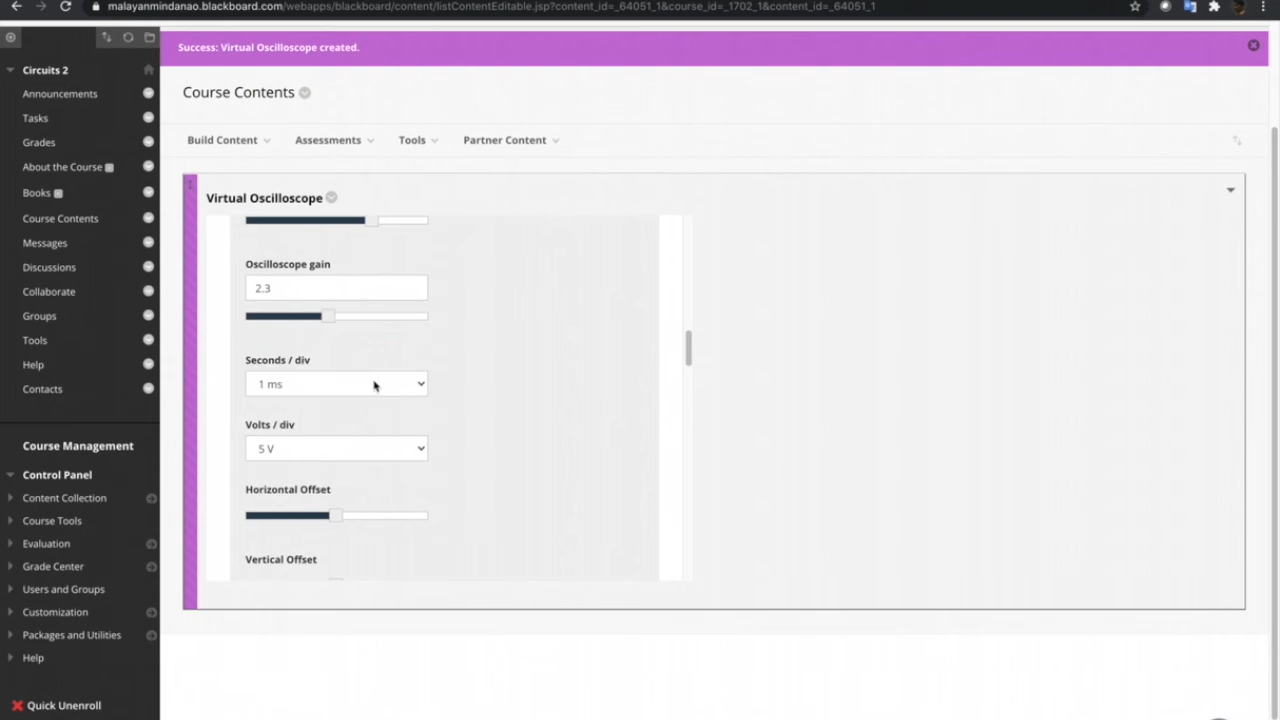 malayanmindanao.blackboard.com/webapps/blackboard/content/listContentEditable.jsp?content_id=_64051_1&course_id=_1702_1&content_id=_64051_1
Success: Virtual Oscilloscope created.
Circuits 2
Announcements
Tasks
Grades
About the Course
Books
Course Contents
Messages
Discussions
Collaborate
Groups
Tools
Help
Contacts
Course Management
Control Panel
Content Collection
Course Tools
Evaluation
Grade Center
Users and Groups
Customization
Packages and Utilities
Help
Quick Unenroll
Course Contents
Build Content
Assessments
Tools
Partner Content
Virtual Oscilloscope
Oscilloscope gain
2.3
Seconds / div
1 ms
Volts / div
5 V
Horizontal Offset
Vertical Offset